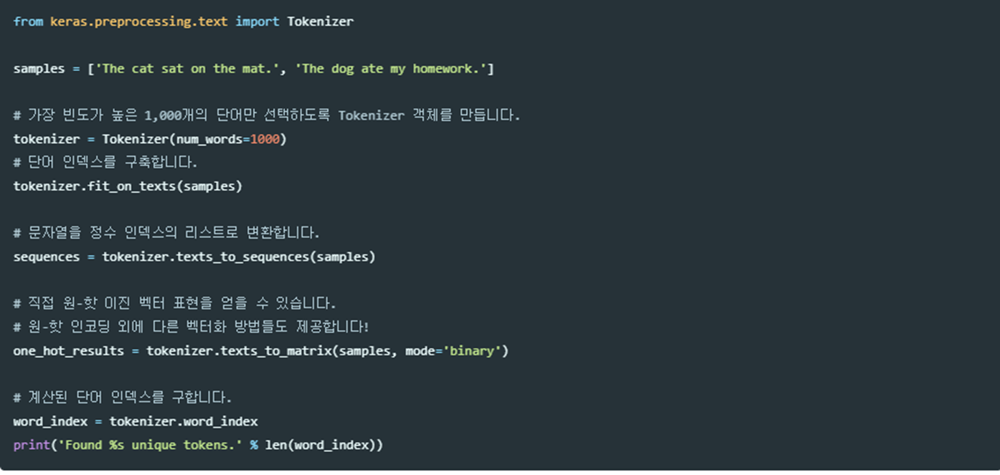 from keras.preprocessing.text import Tokenizer
samples = ['The cat sat on the mat.', 'The dog ate my homework.']
# 가장 빈도가 높은 1,000개의 단어만 선택하도록 Tokenizer 객체를 만듭니다.
tokenizer = Tokenizer(num_words=1000)
# 단어 인덱스를 구축합니다.
tokenizer.fit_on_texts(samples)
# 문자열을 정수 인덱스의 리스트로 변환합니다.
sequences = tokenizer.texts_to_sequences(samples)
# 직접 원-핫 이진 벡터 표현을 얻을 수 있습니다.
# 원-핫 인코딩 외에 다른 벡터화 방법들도 제공합니다!
one_hot_results = tokenizer.texts_to_matrix(samples, mode='binary')
# 계산된 단어 인덱스를 구합니다.
word_index = tokenizer.word_index
print('Found %s unique tokens.' % len(word_index))